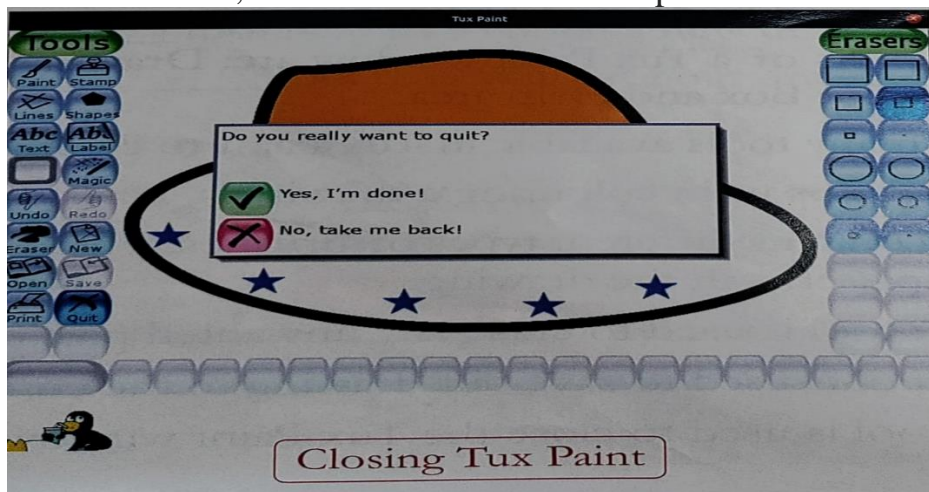 Tux Paint
Tools
Erasers
Paint Stamp
Lines Shapes
Abc Abc
Text Label
Magic
Undo Redo
Eraser New
Open Save
Print Quit
Do you really want to quit?
Yes, I'm done!
No, take me back!
Closing Tux Paint